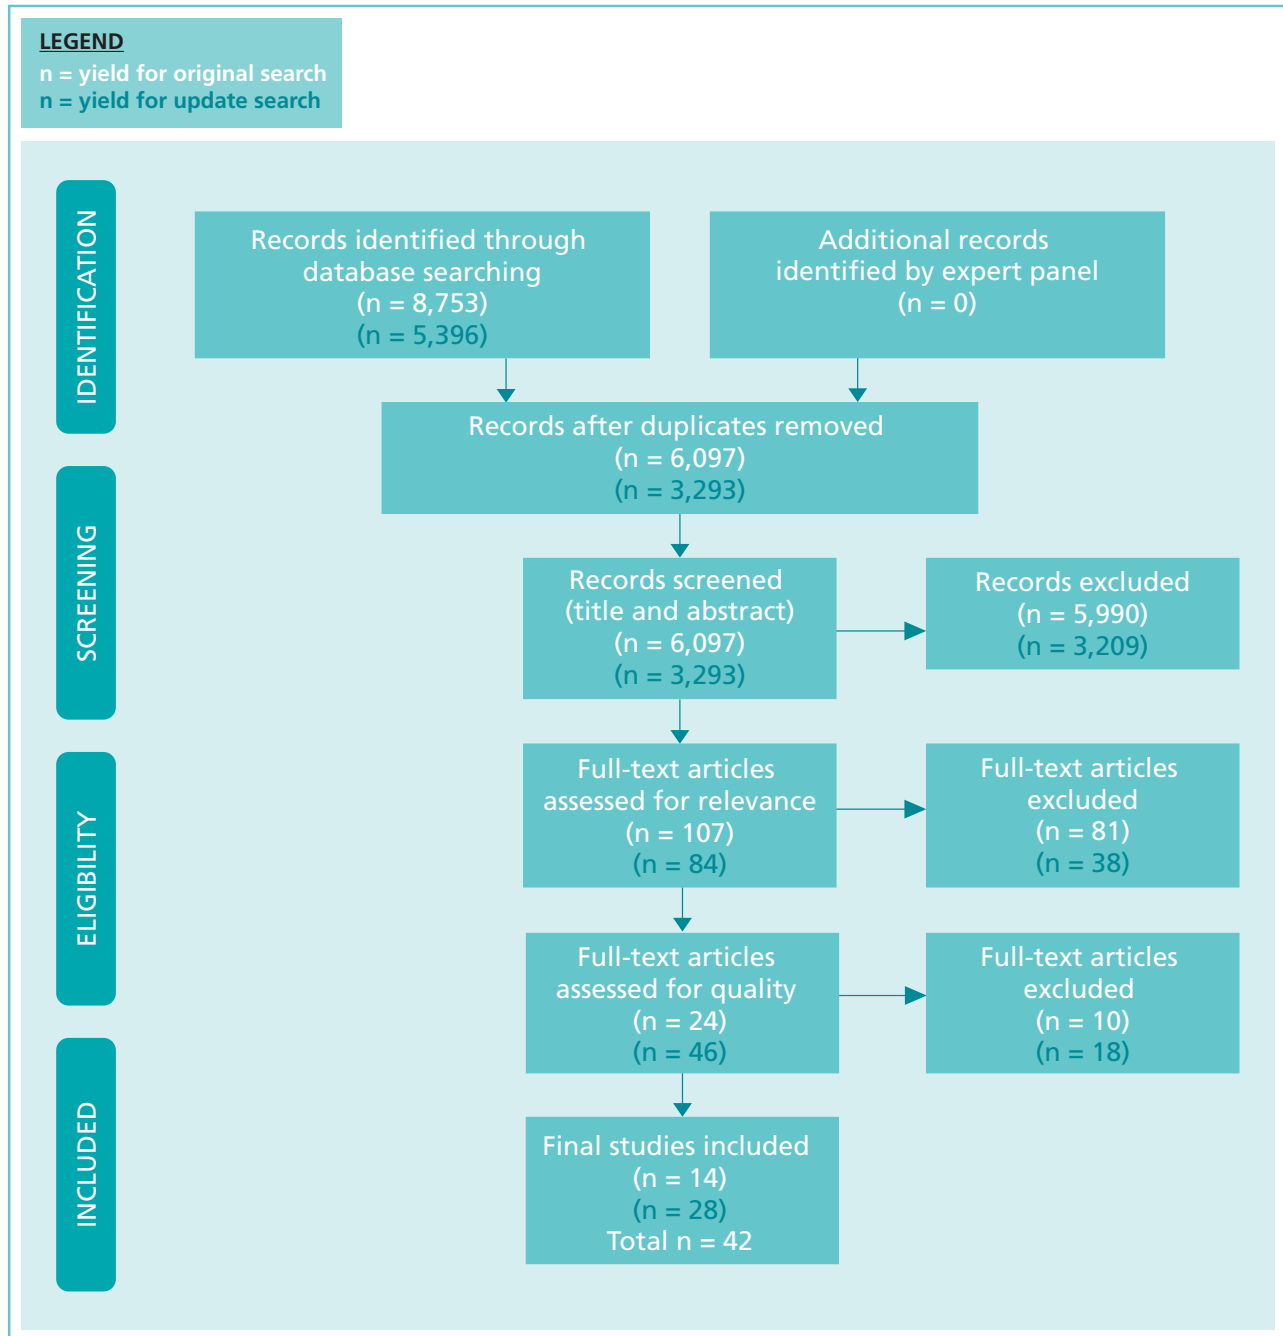 LEGEND
n = yield for original search
n = yield for update search
IDENTIFICATION
Records identified through
database searching
(n = 8,753)
(n = 5,396)
Additional records
identified by expert panel
(n = 0)
Records after duplicates removed
(n = 6,097)
(n = 3,293)
SCREENING
Records screened
(title and abstract)
(n = 6,097)
(n = 3,293)
Records excluded
(n = 5,990)
(n = 3,209)
ELIGIBILITY
Full-text articles
assessed for relevance
(n = 107)
(n = 84)
Full-text articles
excluded
(n = 81)
(n = 38)
Full-text articles
assessed for quality
(n = 24)
(n = 46)
Full-text articles
excluded
(n = 10)
(n = 18)
INCLUDED
Final studies included
(n = 14)
(n = 28)
Total n = 42